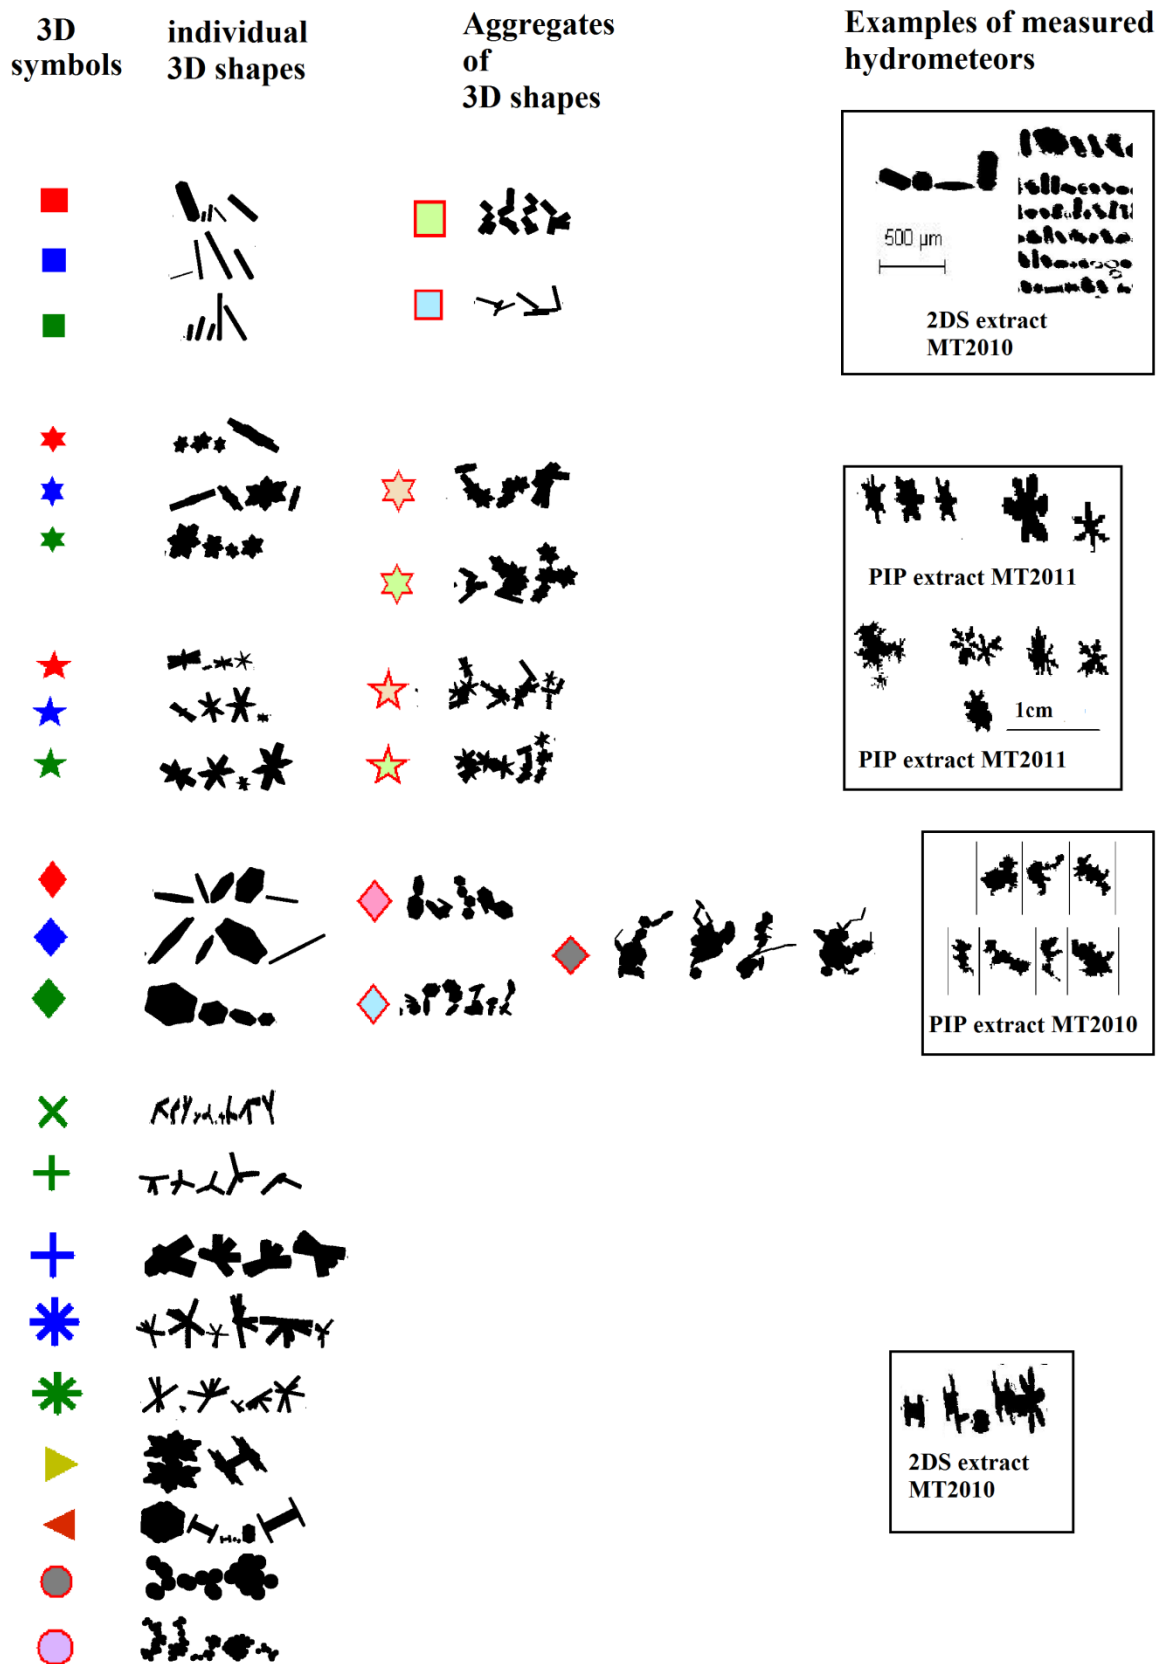 3D
symbols
individual
3D shapes
Aggregates
of
3D shapes
Examples of measured
hydrometeors
500 µm
2DS extract
MT2010
PIP extract MT2011
1cm
PIP extract MT2011
PIP extract MT2010
2DS extract
MT2010